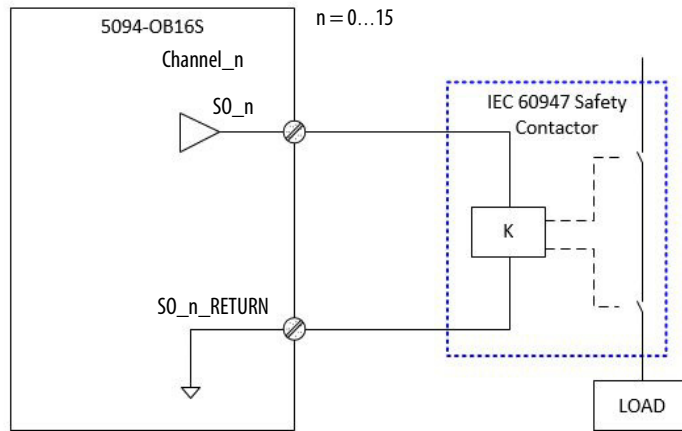 5094-OB16S
n = 0...15
Channel_n
SO_n
IEC 60947 Safety
Contactor
K
SO_n_RETURN
LOAD